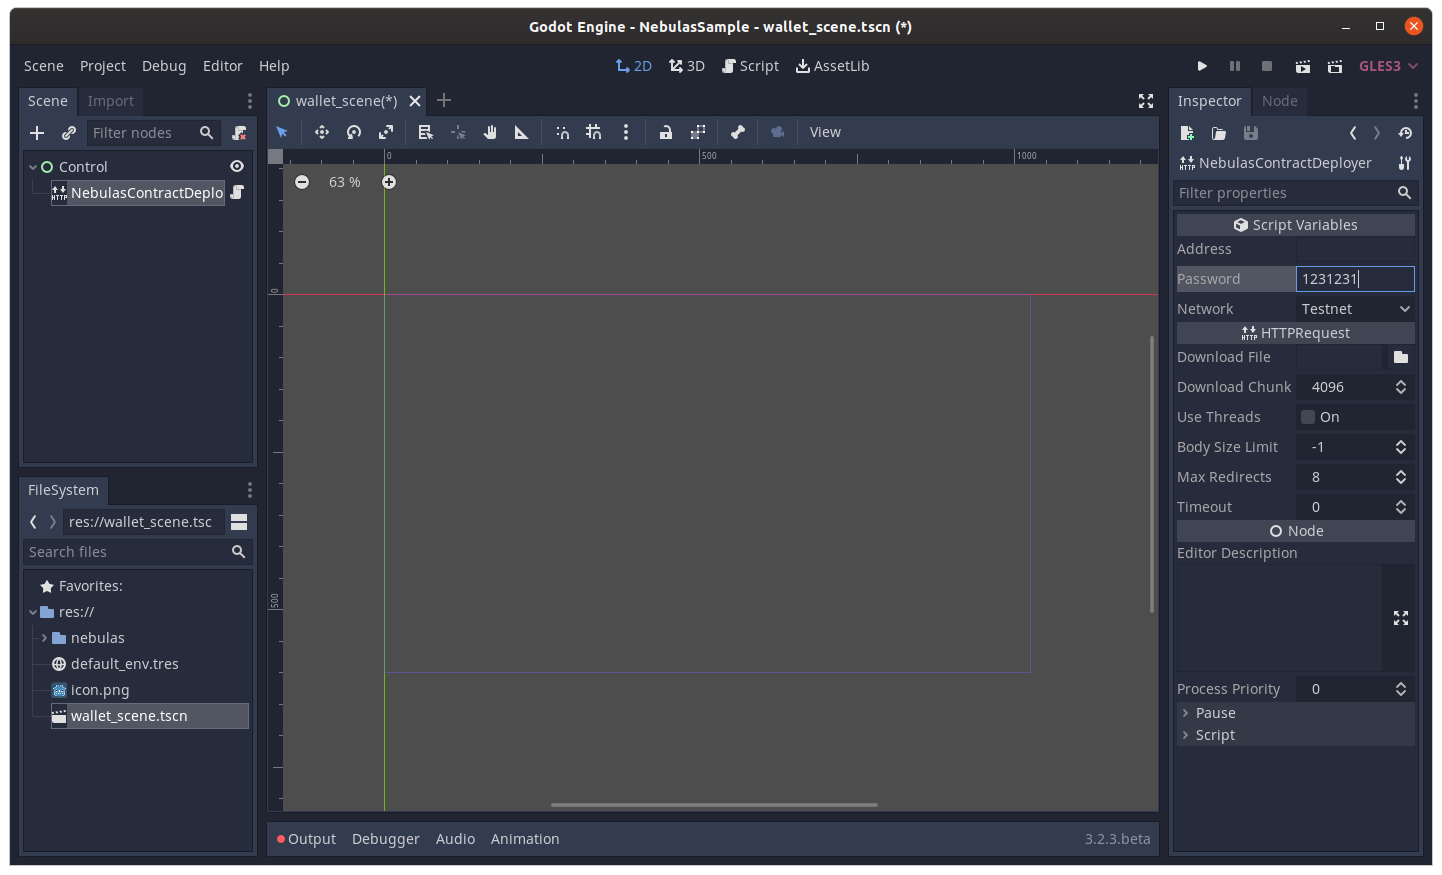 Godot Engine - NebulasSample - wallet_scene.tscn (*)
Scene Project Debug Editor Help
2D 3D Script AssetLib
GLES3
Scene Import
Filter nodes
Control
NebulasContractDeplo
HTTP
FileSystem
res://wallet_scene.tsc
Search files
Favorites:
res://
nebulas
default_env.tres
icon.png
wallet_scene.tscn
wallet_scene(*)
View
0 500 1000
63 %
0
500
Output Debugger Audio Animation 3.2.3.beta
Inspector Node
HTTP NebulasContractDeployer
Filter properties
Script Variables
Address
Password 1231231
Network Testnet
HTTP HTTPRequest
Download File
Download Chunk 4096
Use Threads On
Body Size Limit -1
Max Redirects 8
Timeout 0
Node
Editor Description
Process Priority 0
Pause
Script